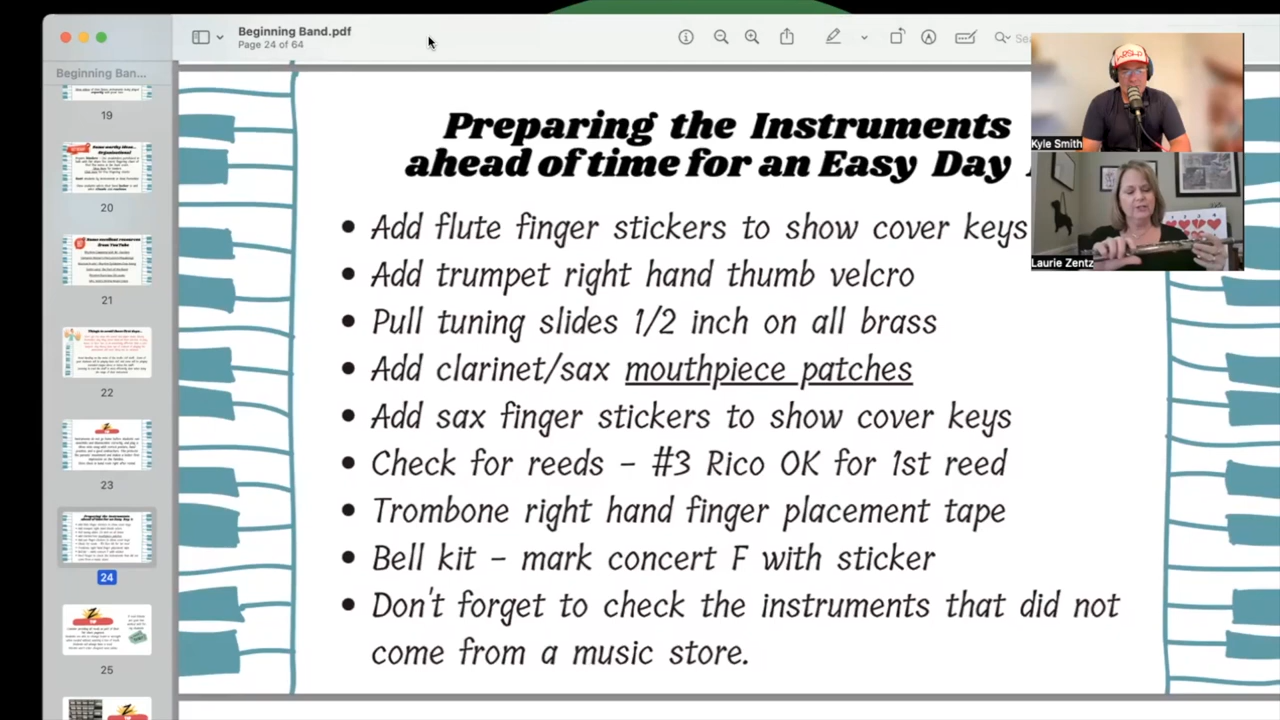 Beginning Band.pdf
Page 24 of 64
Beginning Ban...
19
20
21
22
23
24
25
Preparing the Instruments
ahead of time for an Easy Day
• Add flute finger stickers to show cover keys
• Add trumpet right hand thumb velcro
• Pull tuning slides 1/2 inch on all brass
• Add clarinet/sax mouthpiece patches
• Add sax finger stickers to show cover keys
• Check for reeds – #3 Rico OK for 1st reed
• Trombone right hand finger placement tape
• Bell kit – mark concert F with sticker
• Don't forget to check the instruments that did not
come from a music store.
Kyle Smith
Laurie Zentz